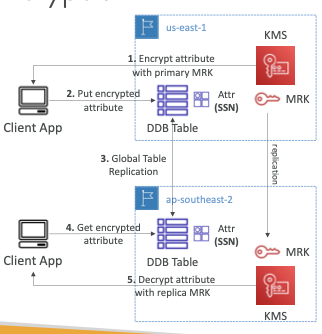 us-east-1
KMS
1. Encrypt attribute
with primary MRK
2. Put encrypted
attribute
Attr
(SSN)
MRK
Client App
DDB Table
3. Global Table
Replication
replication
ap-southeast-2
4. Get encrypted
attribute
Attr
(SSN)
MRK
Client App
DDB Table
5. Decrypt attribute
with replica MRK
KMS